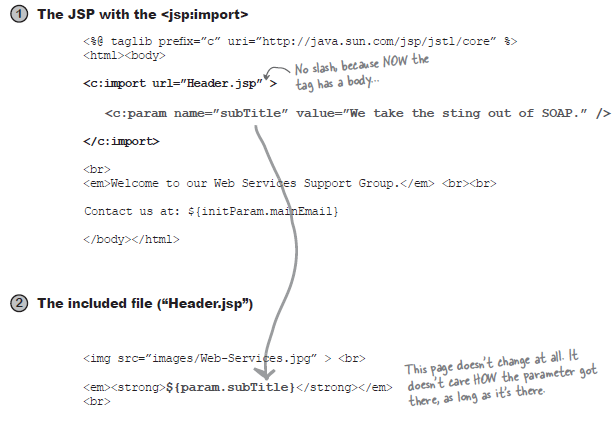 1 The JSP with the <jsp:import>
<%@ taglib prefix="c" uri="http://java.sun.com/jsp/jstl/core" %>
<html><body>
<c:import url="Header.jsp" >
No slash, because NOW the
tag has a body...
<c:param name="subTitle" value="We take the sting out of SOAP." />
</c:import>
<br>
<em>Welcome to our Web Services Support Group.</em> <br><br>
Contact us at: ${initParam.mainEmail}
</body></html>
2 The included file ("Header.jsp")
<img src="images/Web-Services.jpg" > <br>
<em><strong>${param.subTitle}</strong></em>
<br>
This page doesn't change at all. It
doesn't care HOW the parameter got
there, as long as it's there.